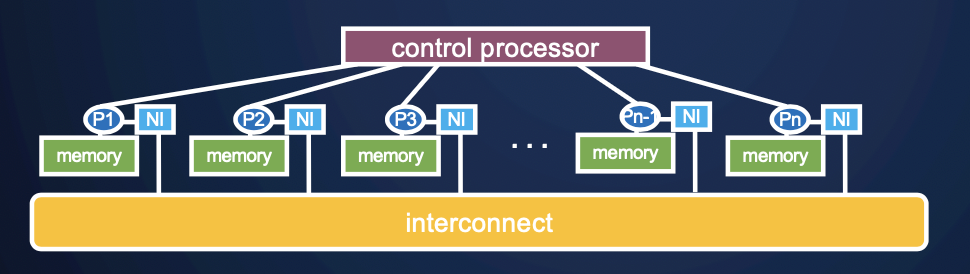 control processor
P1 NI P2 NI P3 NI Pn-1 NI Pn NI
memory memory memory ... memory memory
interconnect